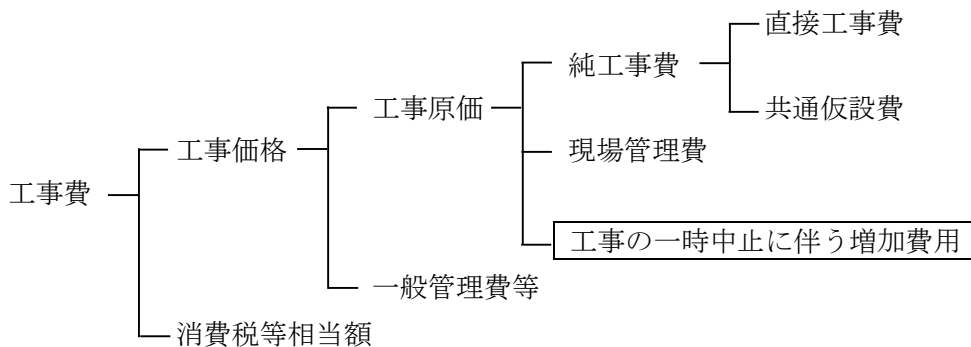 直接工事費
純工事費
共通仮設費
工事原価
現場管理費
工事価格
工事費
工事の一時中止に伴う増加費用
一般管理費等
消費税等相当額